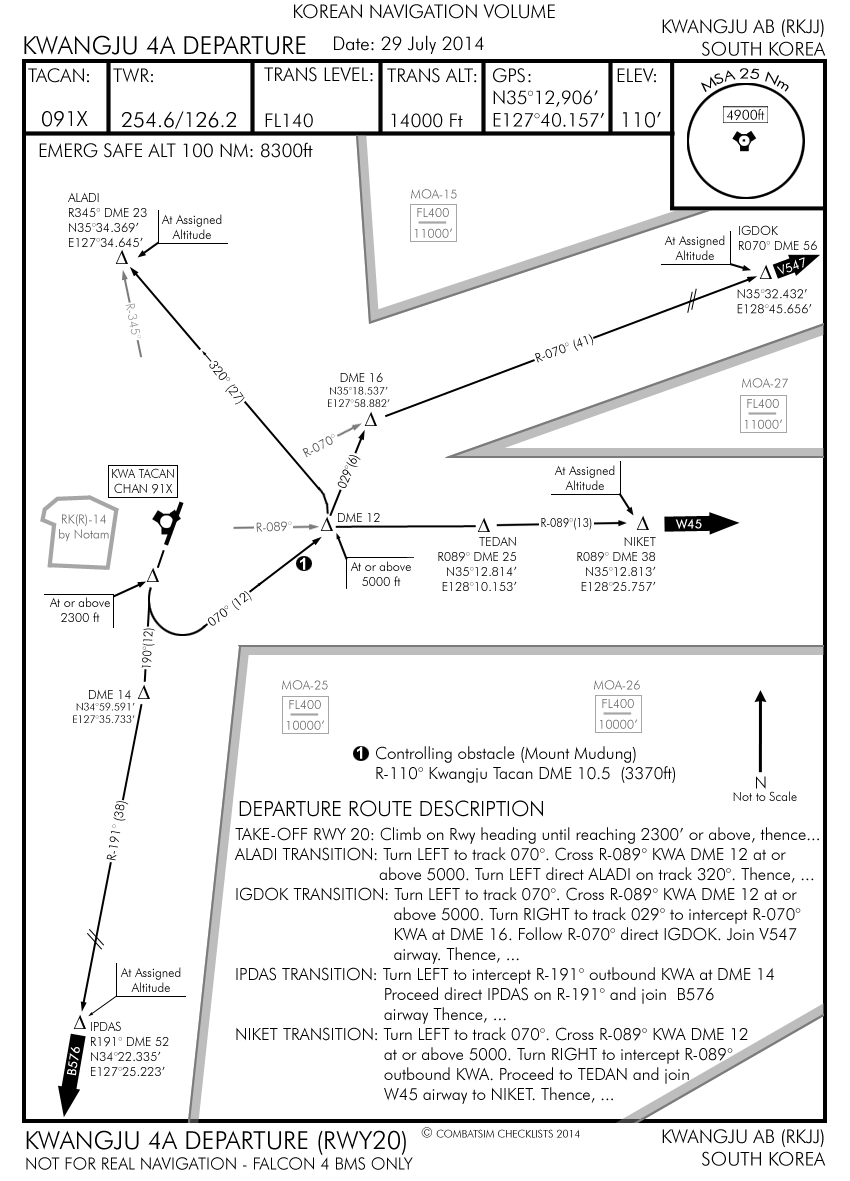 KOREAN NAVIGATION VOLUME
KWANGJU 4A DEPARTURE Date: 29 July 2014
KWANGJU AB (RKJJ)
SOUTH KOREA
TACAN:
091X
TWR:
254.6/126.2
TRANS LEVEL:
FL140
TRANS ALT:
14000 Ft
GPS:
N35°12,906'
E127°40.157'
ELEV:
110'
MSA 25 Nm
4900ft
EMERG SAFE ALT 100 NM: 8300ft
ALADI
R345° DME 23
N35°34.369'
E127°34.645'
At Assigned
Altitude
R-345°
MOA-15
FL400
11000'
At Assigned
Altitude
IGDOK
R070° DME 56
V547
N35°32.432'
E128°45.656'
320° (27)
R-070° (41)
DME 16
N35°18.537'
E127°58.882'
R-070°
029°(6)
MOA-27
FL400
11000'
KWA TACAN
CHAN 91X
RK(R)-14
by Notam
R-089°
DME 12
At Assigned
Altitude
R-089°(13)
W45
TEDAN
R089° DME 25
N35°12.814'
E128°10.153'
NIKET
R089° DME 38
N35°12.813'
E128°25.757'
1
At or above
5000 ft
At or above
2300 ft
070° (12)
190°(12)
DME 14
N34°59.591'
E127°35.733'
MOA-25
FL400
10000'
MOA-26
FL400
10000'
N
Not to Scale
1 Controlling obstacle (Mount Mudung)
R-110° Kwangju Tacan DME 10.5 (3370ft)
R-191° (38)
At Assigned
Altitude
IPDAS
R191° DME 52
N34°22.335'
E127°25.223'
B576
DEPARTURE ROUTE DESCRIPTION
TAKE-OFF RWY 20: Climb on Rwy heading until reaching 2300' or above, thence...
ALADI TRANSITION: Turn LEFT to track 070°. Cross R-089° KWA DME 12 at or
above 5000. Turn LEFT direct ALADI on track 320°. Thence, ...
IGDOK TRANSITION: Turn LEFT to track 070°. Cross R-089° KWA DME 12 at or
above 5000. Turn RIGHT to track 029° to intercept R-070°
KWA at DME 16. Follow R-070° direct IGDOK. Join V547
airway. Thence, ...
IPDAS TRANSITION: Turn LEFT to intercept R-191° outbound KWA at DME 14
Proceed direct IPDAS on R-191° and join B576
airway Thence, ...
NIKET TRANSITION: Turn LEFT to track 070°. Cross R-089° KWA DME 12
at or above 5000. Turn RIGHT to intercept R-089°
outbound KWA. Proceed to TEDAN and join
W45 airway to NIKET. Thence, ...
KWANGJU 4A DEPARTURE (RWY20)
© COMBATSIM CHECKLISTS 2014
KWANGJU AB (RKJJ)
NOT FOR REAL NAVIGATION - FALCON 4 BMS ONLY
SOUTH KOREA